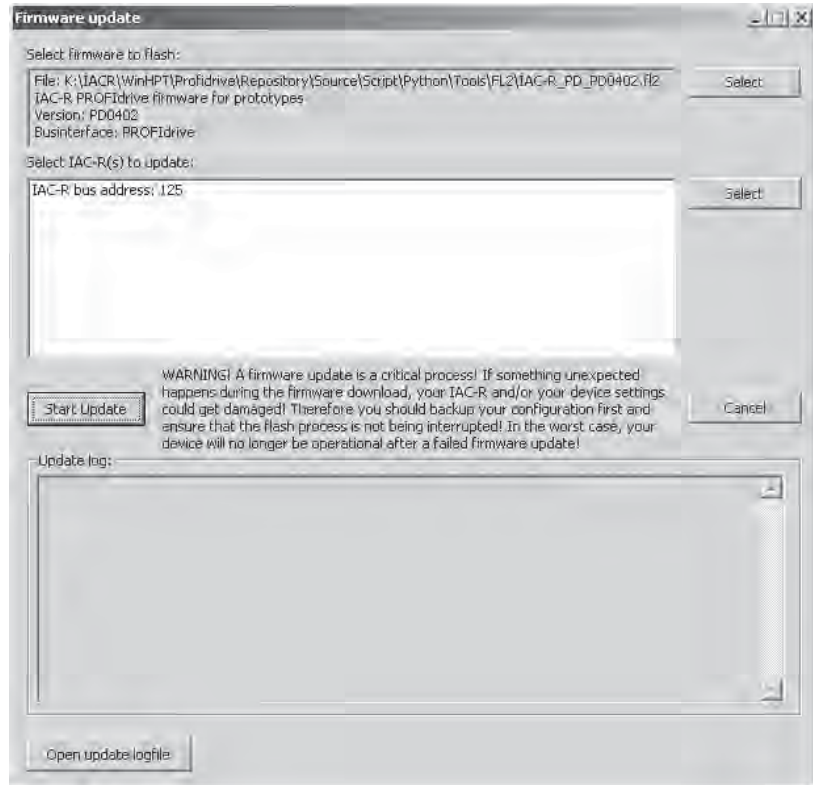 Firmware update
Select firmware to flash:
File: K:\IACR\WinHPT\Profidrive\Repository\Source\Script\Python\Tools\FL2\IAC-R_PD_PD0402.fl2
IAC-R PROFIdrive firmware for prototypes
Version: PD0402
Businterface: PROFIdrive
Select
Select IAC-R(s) to update:
IAC-R bus address: 125
Select
WARNING! A firmware update is a critical process! If something unexpected
happens during the firmware download, your IAC-R and/or your device settings
could get damaged! Therefore you should backup your configuration first and
ensure that the flash process is not being interrupted! In the worst case, your
device will no longer be operational after a failed firmware update!
Start Update
Cancel
Update log:
Open update logfile